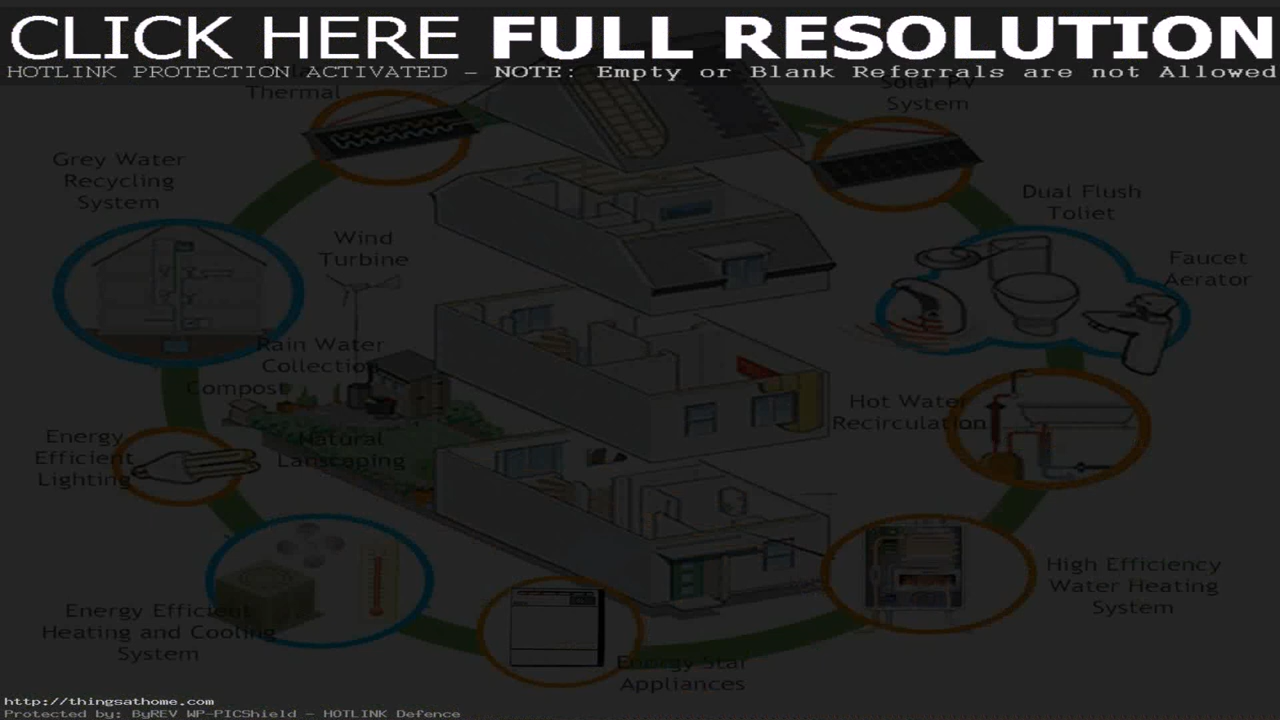 CLICK HERE FULL RESOLUTION
HOTLINK PROTECTION ACTIVATED – NOTE: Empty or Blank Referrals are not Allowed
Thermal
Solar PV
System
Grey Water
Recycling
System
Dual Flush
Toliet
Wind
Turbine
Faucet
Aerator
Rain Water
Collection
Compost
Hot Water
Recirculation
Energy
Efficient
Lighting
Natural
Lanscaping
High Efficiency
Water Heating
System
Energy Efficient
Heating and Cooling
System
Energy Star
Appliances
http://thingsathome.com
Protected by: ByREV WP-PICShield – HOTLINK Defence